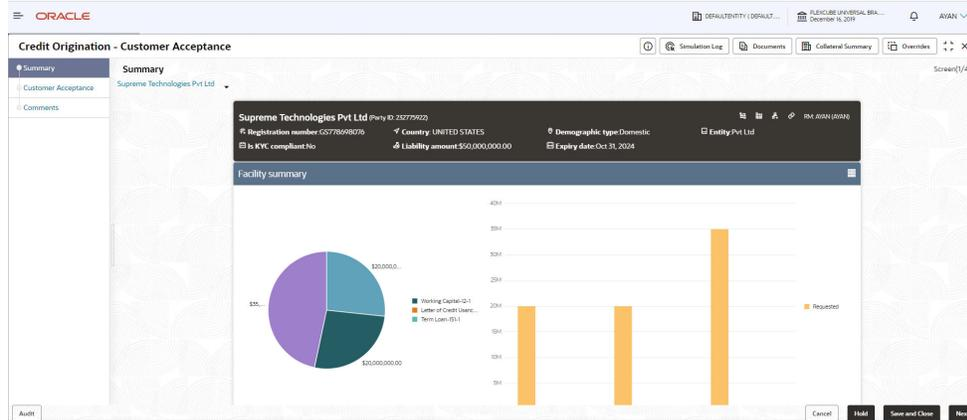 ORACLE
DEFAULTENTITY ( DEFAULT...
FLEXCUBE UNIVERSAL BRA...
December 16, 2019
AYAN
Credit Origination - Customer Acceptance
Simulation Log
Documents
Collateral Summary
Overrides
Summary
Customer Acceptance
Comments
Summary
Screen(1/4
Supreme Technologies Pvt Ltd
Supreme Technologies Pvt Ltd (Party ID: 232775922)
RM: AYAN (AYAN)
Registration number:GS778698076
Country: UNITED STATES
Demographic type:Domestic
Entity:Pvt Ltd
Is KYC compliant:No
Liability amount:$50,000,000.00
Expiry date:Oct 31, 2024
Facility summary
$20,000,0...
$35,...
$20,000,000.00
Working Capital-12-1
Letter of Credit Usanc...
Term Loan-151-1
40M
35M
30M
25M
20M
15M
10M
5M
Requested
Audit
Cancel
Hold
Save and Close
Nex